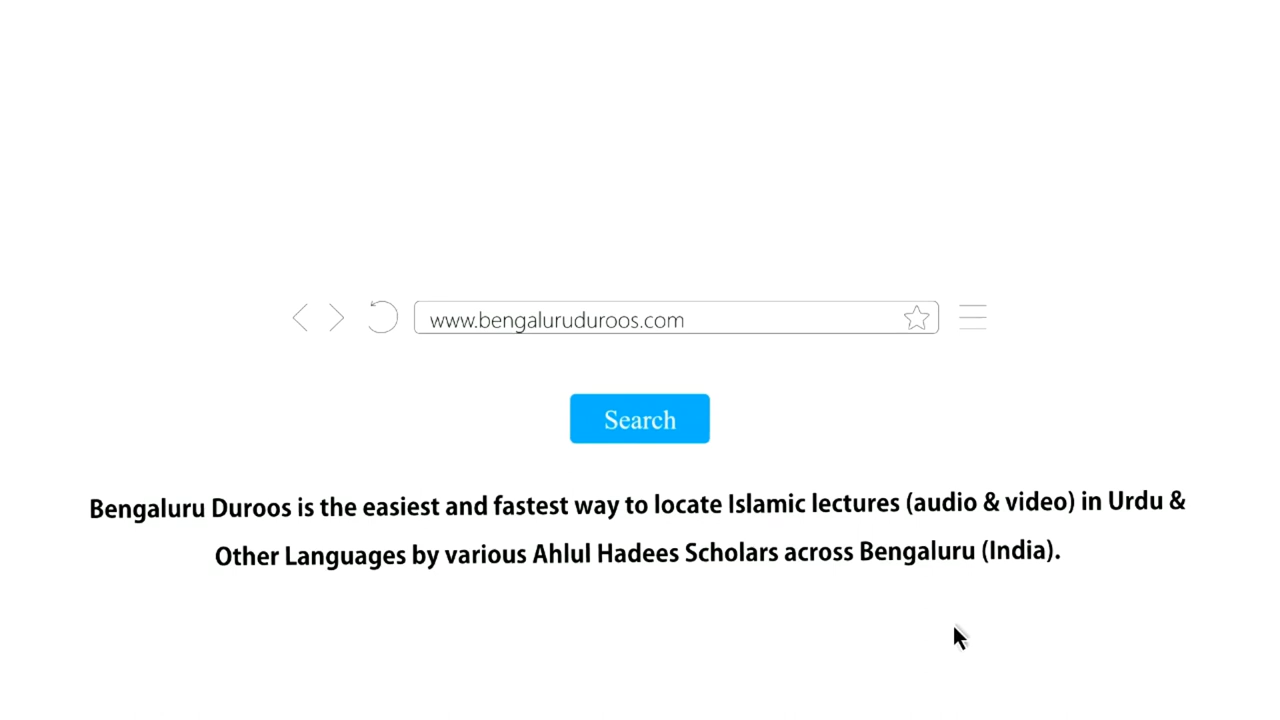 www.bengaluruduroos.com
Search
Bengaluru Duroos is the easiest and fastest way to locate Islamic lectures (audio & video) in Urdu &
Other Languages by various Ahlul Hadees Scholars across Bengaluru (India).